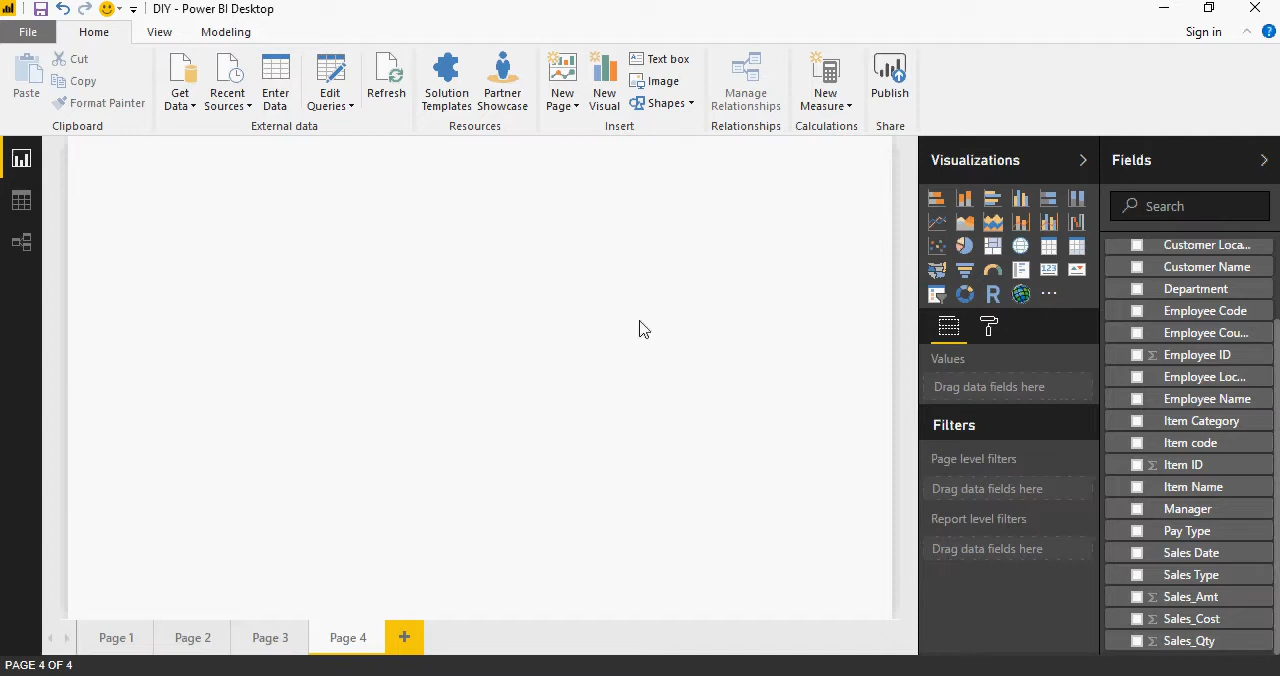 DIY - Power BI Desktop
File Home View Modeling Sign in
Paste Cut Copy Format Painter
Clipboard
Get Data Recent Sources Enter Data Edit Queries Refresh
External data
Solution Templates Partner Showcase
Resources
New Page New Visual Text box Image Shapes
Insert
Manage Relationships
Relationships
New Measure
Calculations
Publish
Share
Visualizations
R
123
Values
Drag data fields here
Filters
Page level filters
Drag data fields here
Report level filters
Drag data fields here
Fields
Search
Customer Loca...
Customer Name
Department
Employee Code
Employee Cou...
Σ Employee ID
Employee Loc...
Employee Name
Item Category
Item code
Σ Item ID
Item Name
Manager
Pay Type
Sales Date
Sales Type
Σ Sales_Amt
Σ Sales_Cost
Σ Sales_Qty
Page 1 Page 2 Page 3 Page 4 +
PAGE 4 OF 4